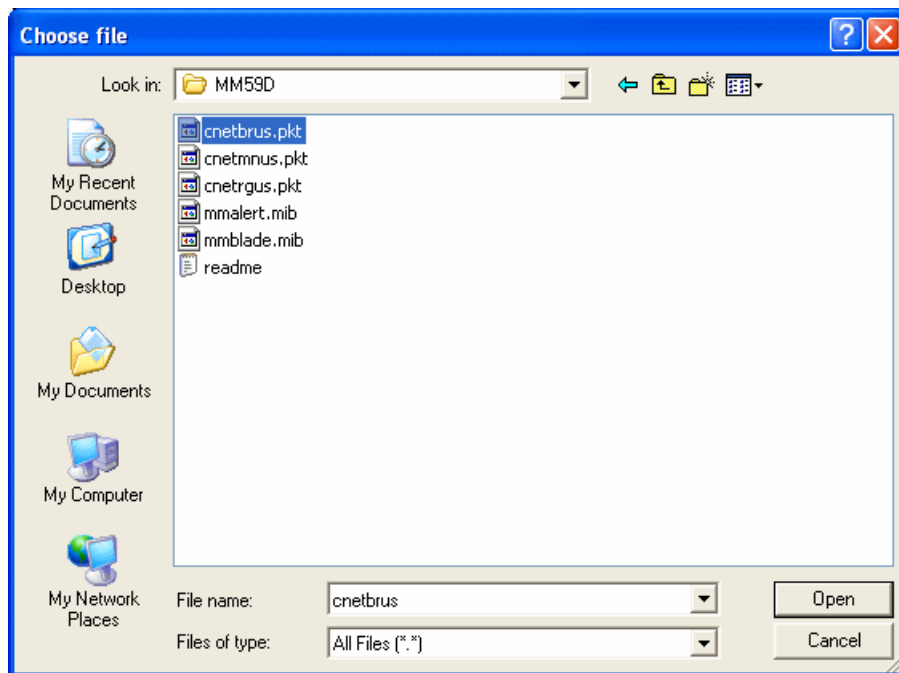 Choose file
Look in: MM59D
My Recent
Documents
Desktop
My Documents
My Computer
My Network
Places
cnetbrus.pkt
cnetmnus.pkt
cnetrgus.pkt
mmalert.mib
mmblade.mib
readme
File name: cnetbrus Open
Files of type: All Files (*.*) Cancel